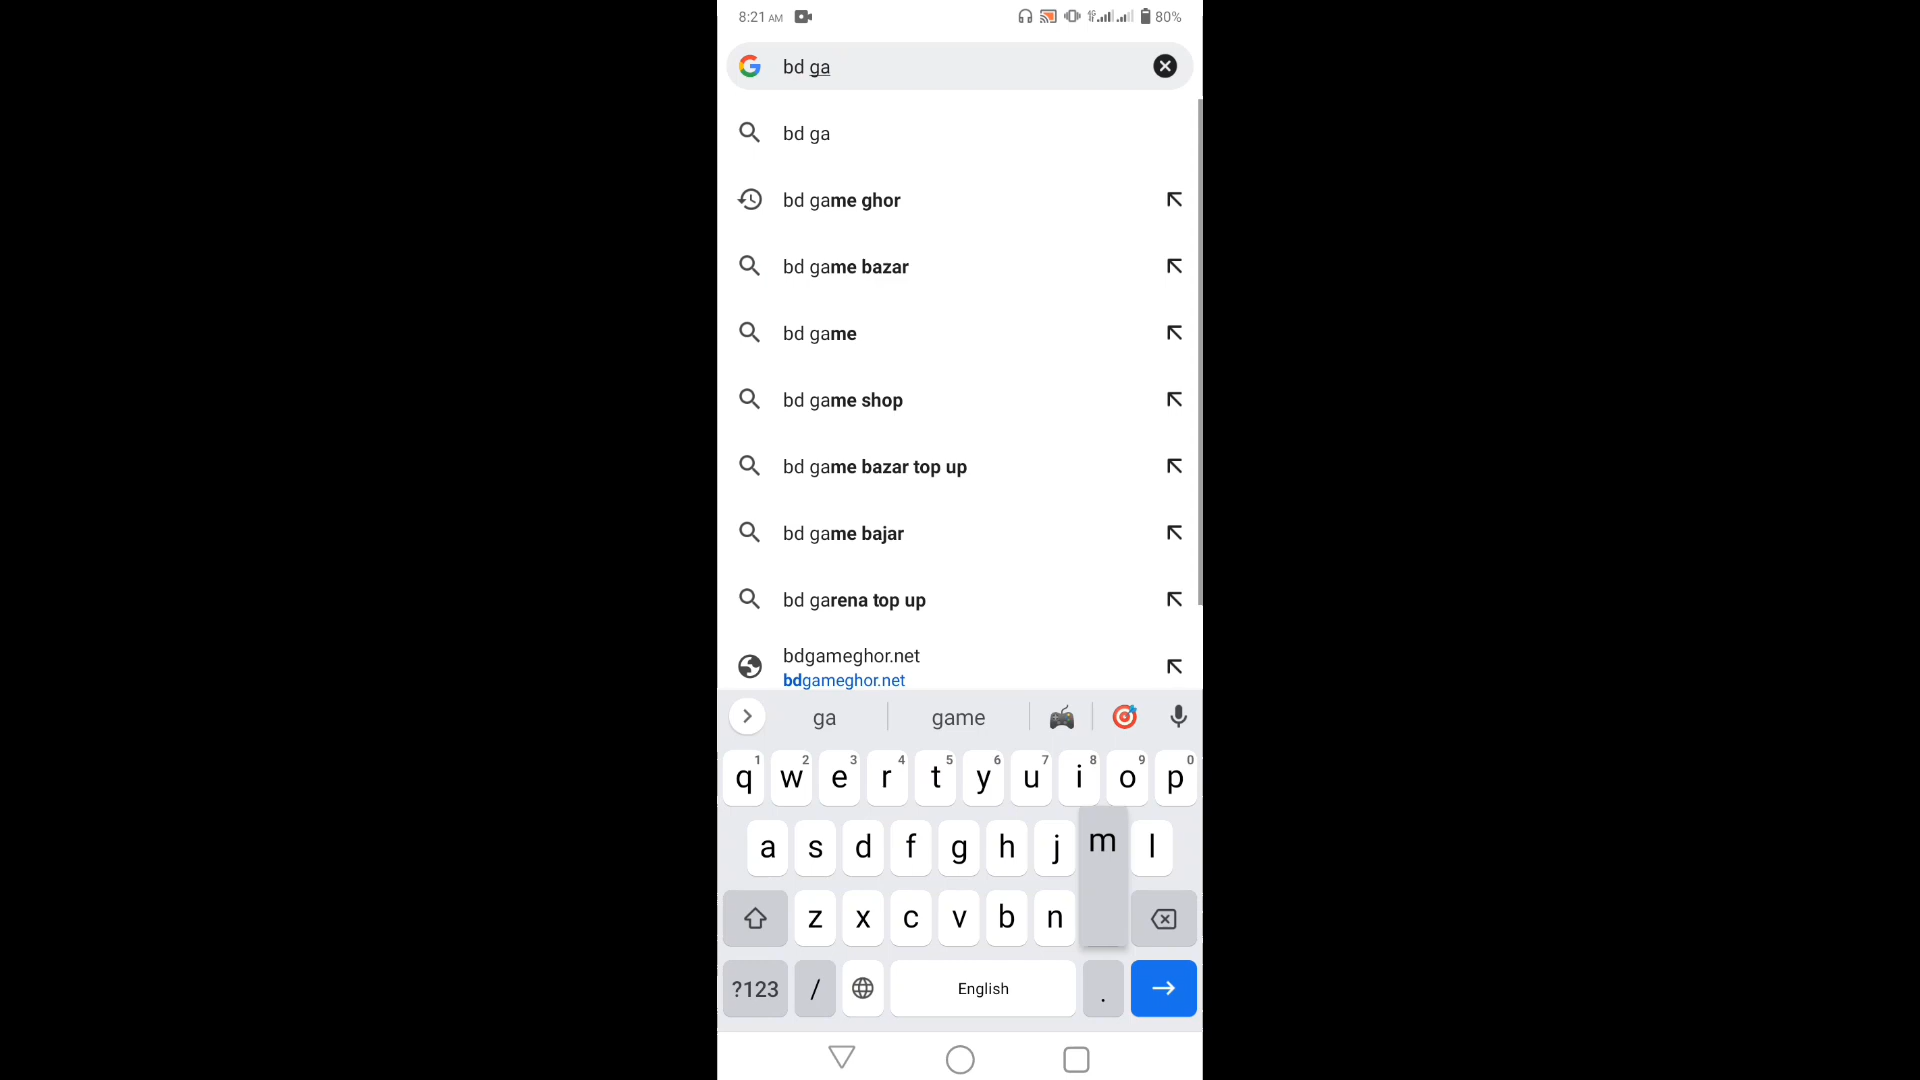 8:21 AM
4G
80%
bd ga
bd ga
bd game ghor
bd game bazar
bd game
bd game shop
bd game bazar top up
bd game bajar
bd garena top up
bdgameghor.net
bdgameghor.net
ga game
1 2 3 4 5 6 7 8 9 0
q w e r t y u i o p
a s d f g h j m l
z x c v b n
?123 / English .